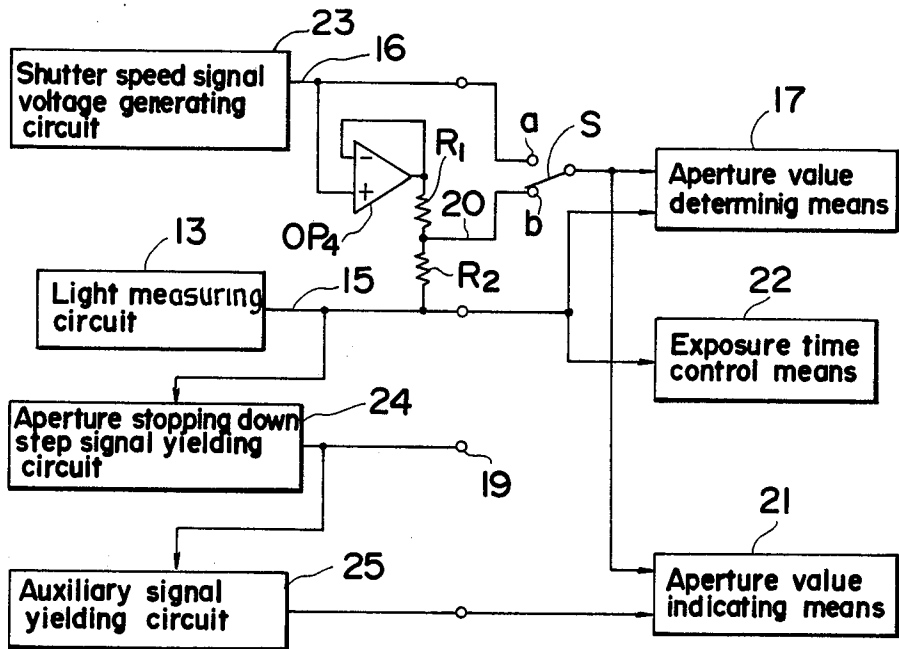 23
16
Shutter speed signal
voltage generating
circuit
a
S
17
Aperture value
determinig means
−
+
R1
OP4
20
b
13
15
R2
Light measuring
circuit
22
Exposure time
control means
24
Aperture stopping down
step signal yielding
circuit
19
21
25
Auxiliary signal
yielding circuit
Aperture value
indicating means